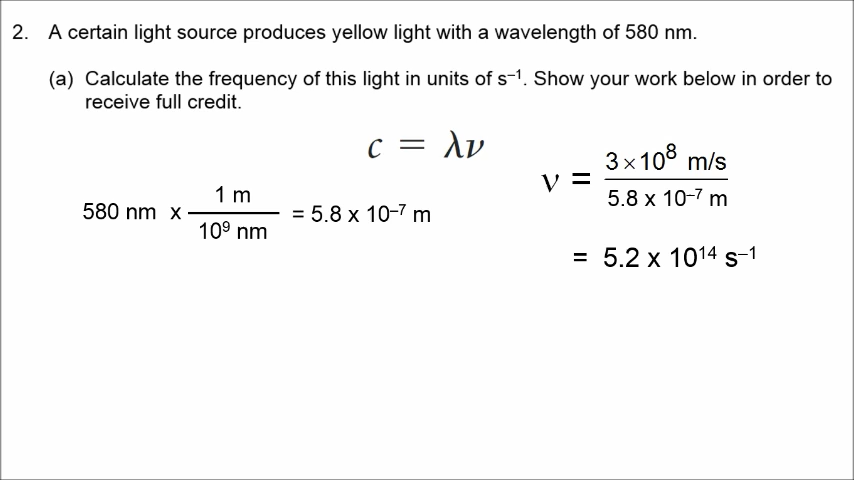 2. A certain light source produces yellow light with a wavelength of 580 nm.
(a) Calculate the frequency of this light in units of s⁻¹. Show your work below in order to
receive full credit.
c = λν
580 nm x 1 m / 10⁹ nm = 5.8 x 10⁻⁷ m
ν = 3 × 10⁸ m/s / 5.8 x 10⁻⁷ m
= 5.2 x 10¹⁴ s⁻¹